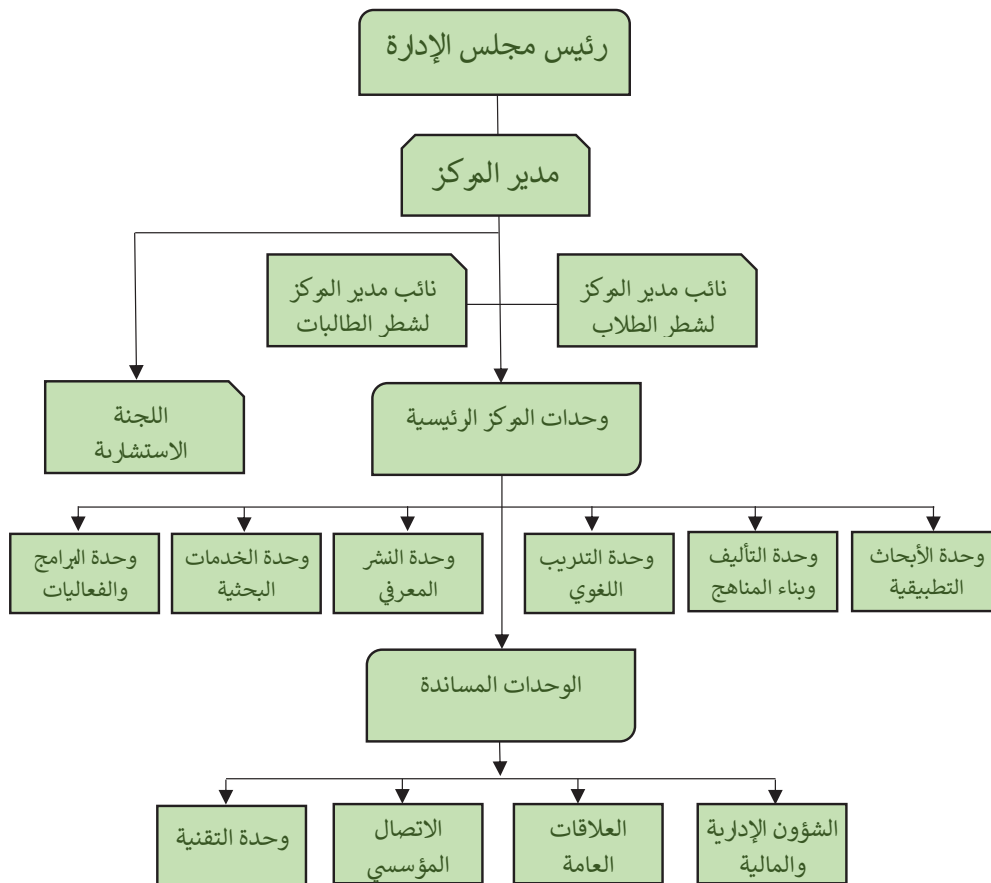 رئيس مجلس الإدارة
مدير المركز
نائب مدير المركز
لشطر الطلاب
نائب مدير المركز
لشطر الطالبات
اللجنة
الاستشارية
وحدات المركز الرئيسية
وحدة الأبحاث
التطبيقية
وحدة التأليف
وبناء المناهج
وحدة التدريب
اللغوي
وحدة النشر
المعرفي
وحدة الخدمات
البحثية
وحدة البرامج
والفعاليات
الوحدات المساندة
الشؤون الإدارية
والمالية
العلاقات
العامة
الاتصال
المؤسسي
وحدة التقنية